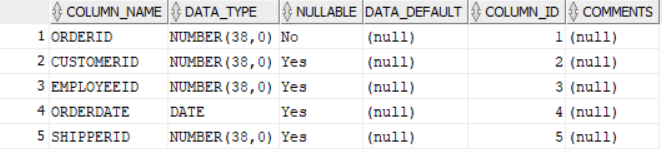 COLUMN_NAME DATA_TYPE NULLABLE DATA_DEFAULT COLUMN_ID COMMENTS
1 ORDERID NUMBER(38,0) No (null) 1 (null)
2 CUSTOMERID NUMBER(38,0) Yes (null) 2 (null)
3 EMPLOYEEID NUMBER(38,0) Yes (null) 3 (null)
4 ORDERDATE DATE Yes (null) 4 (null)
5 SHIPPERID NUMBER(38,0) Yes (null) 5 (null)